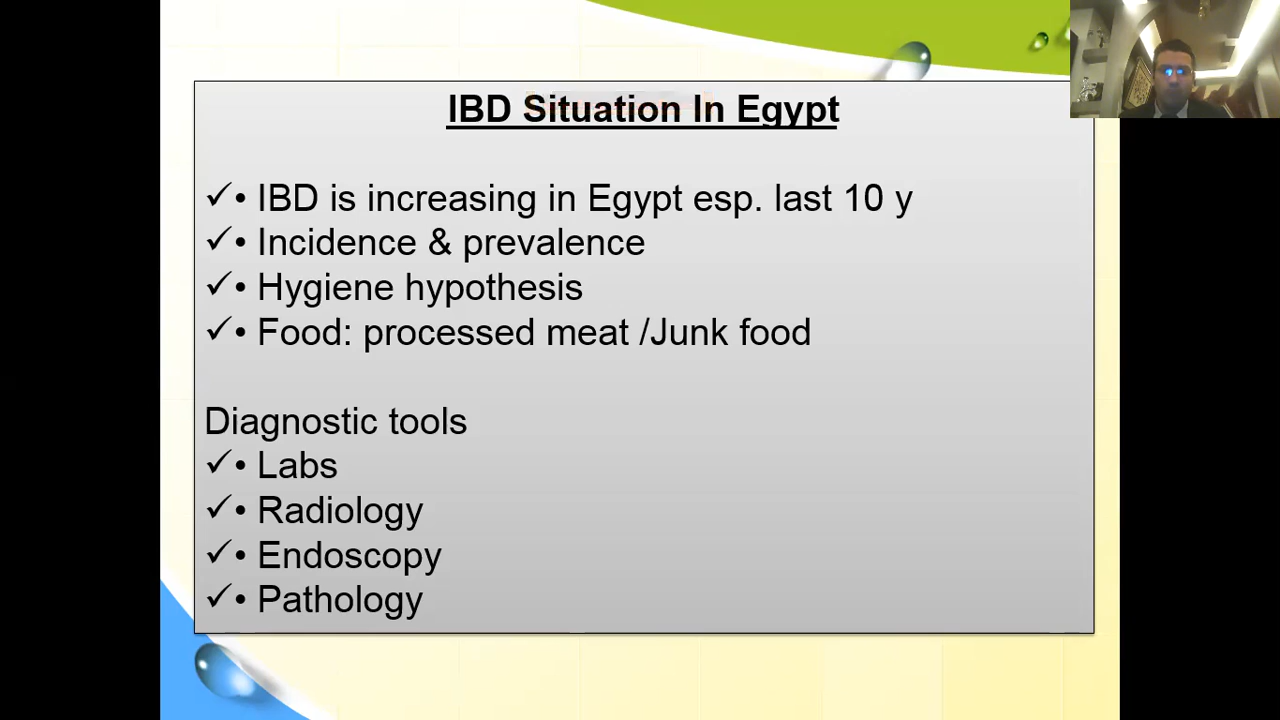 IBD Situation In Egypt
✓• IBD is increasing in Egypt esp. last 10 y
✓• Incidence & prevalence
✓• Hygiene hypothesis
✓• Food: processed meat /Junk food
Diagnostic tools
✓• Labs
✓• Radiology
✓• Endoscopy
✓• Pathology